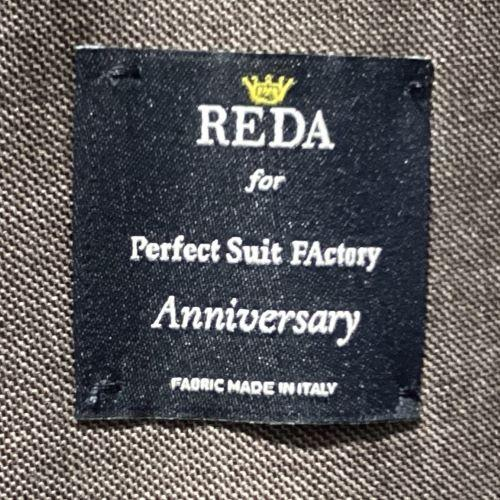 REDA
for
Perfect Suit FActory
Anniversary
FABRIC MADE IN ITALY